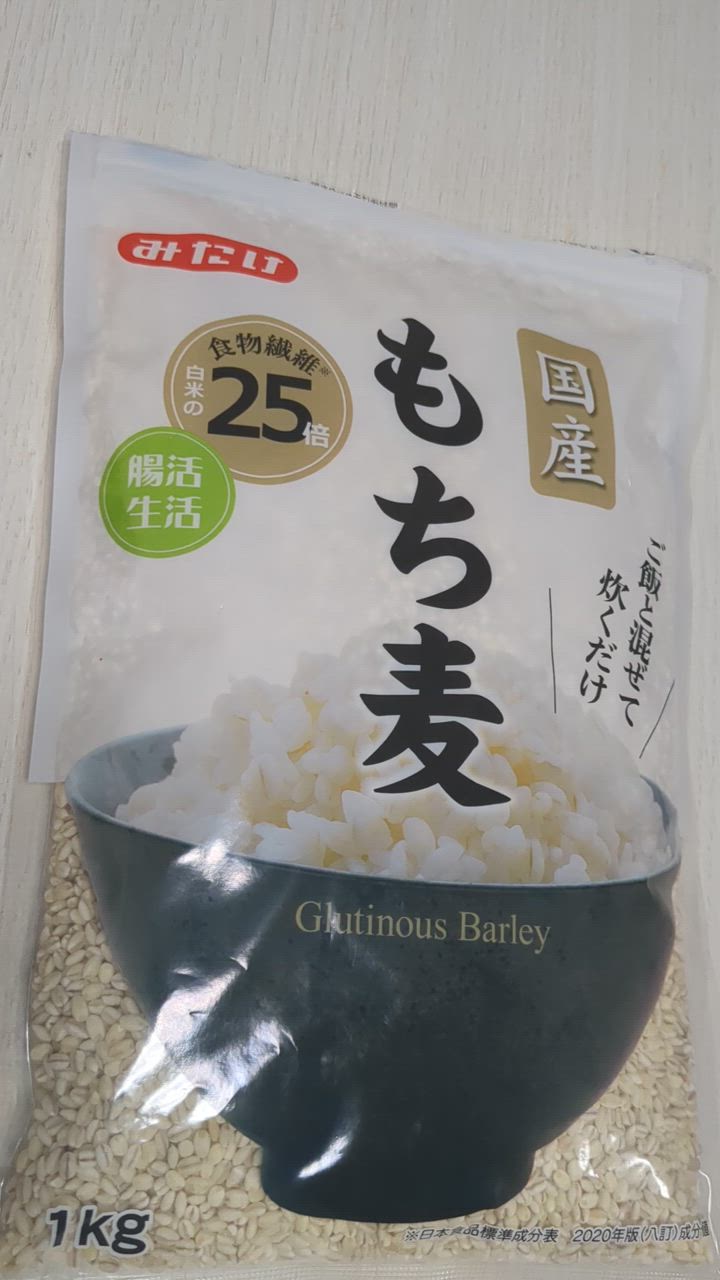 みたけ
食物繊維※
白米の
25倍
腸活
生活
国産
もち麦
ご飯と混ぜて
炊くだけ
Glutinous Barley
1kg
※日本食品標準成分表 2020年版(八訂)成分値